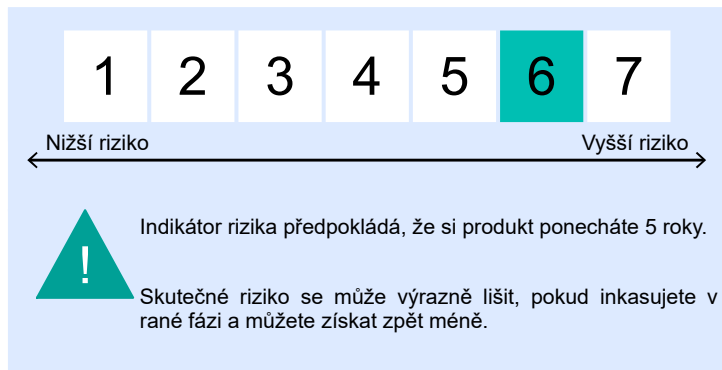 1 2 3 4 5 6 7
Nižší riziko Vyšší riziko
!
Indikátor rizika předpokládá, že si produkt ponecháte 5 roky.
Skutečné riziko se může výrazně lišit, pokud inkasujete v
rané fázi a můžete získat zpět méně.